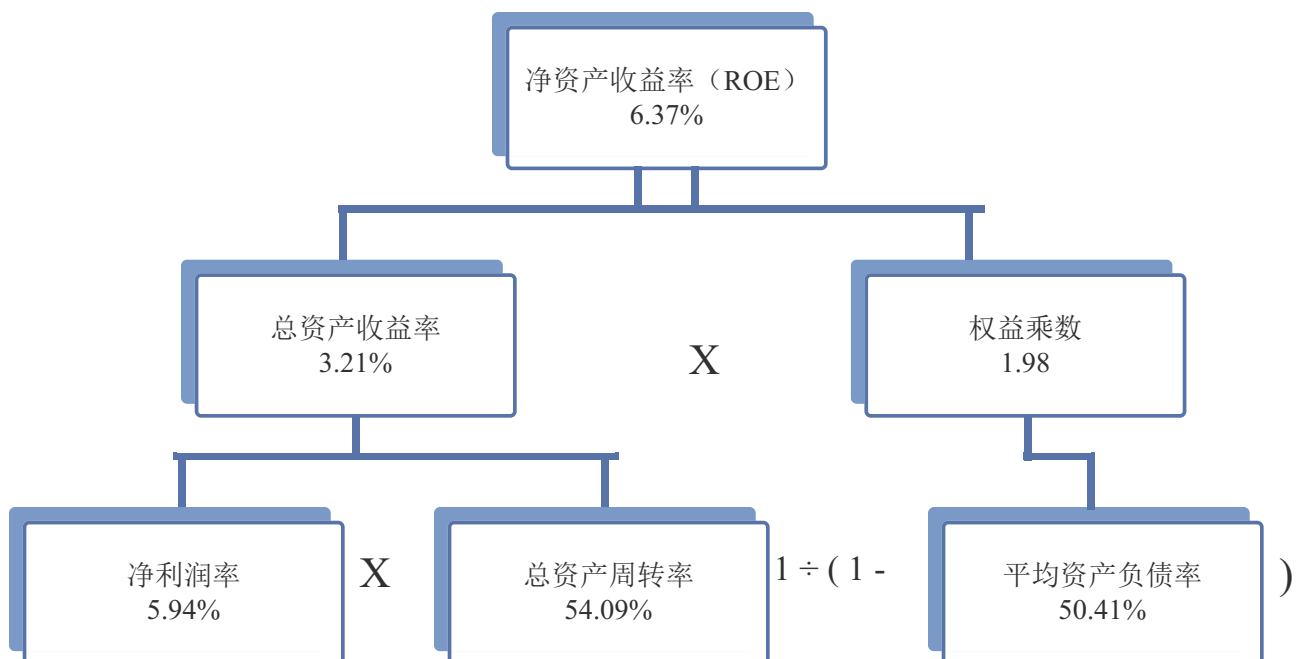 净资产收益率（ROE）
6.37%
总资产收益率
3.21%
X
权益乘数
1.98
净利润率
5.94%
X
总资产周转率
54.09%
1 ÷ ( 1 -
平均资产负债率
50.41%
)